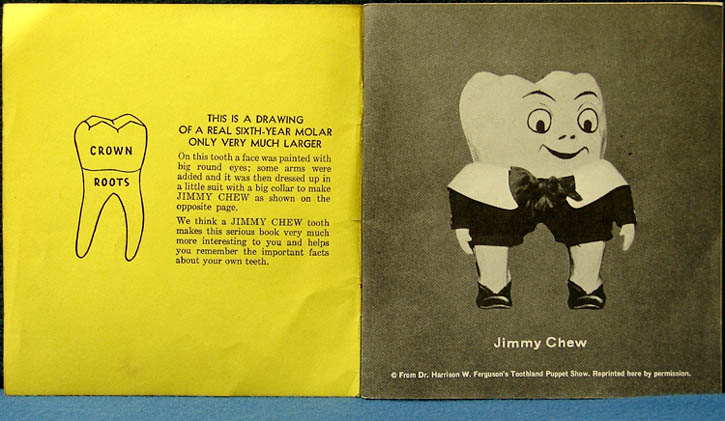 CROWN
ROOTS
THIS IS A DRAWING
OF A REAL SIXTH-YEAR MOLAR
ONLY VERY MUCH LARGER
On this tooth a face was painted with
big round eyes; some arms were
added and it was then dressed up in
a little suit with a big collar to make
JIMMY CHEW as shown on the
opposite page.
We think a JIMMY CHEW tooth
makes this serious book very much
more interesting to you and helps
you remember the important facts
about your own teeth.
Jimmy Chew
© From Dr. Harrison W. Ferguson's Toothland Puppet Show. Reprinted here by permission.